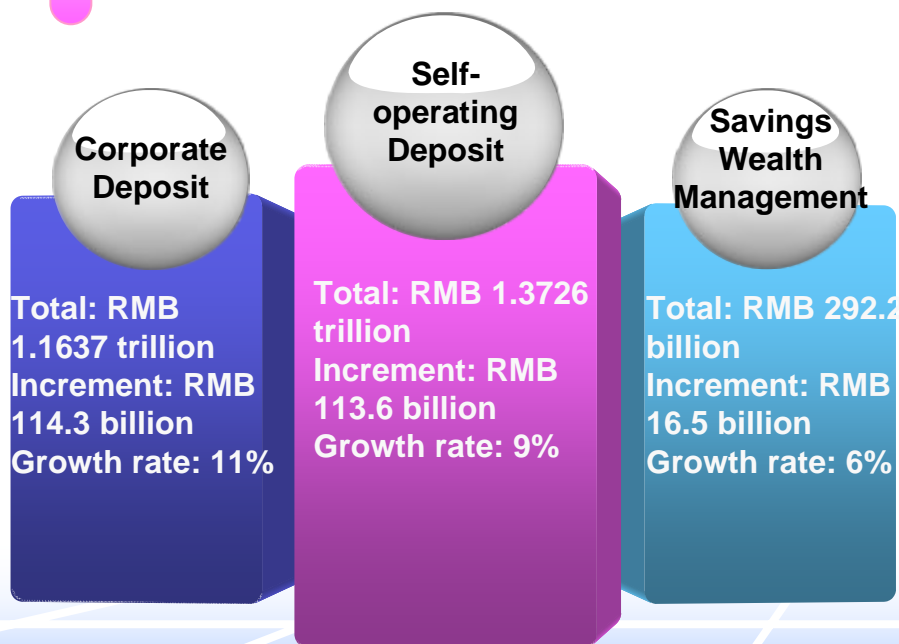 Corporate
Deposit
Total: RMB
1.1637 trillion
Increment: RMB
114.3 billion
Growth rate: 11%
Self-
operating
Deposit
Total: RMB 1.3726
trillion
Increment: RMB
113.6 billion
Growth rate: 9%
Savings
Wealth
Management
Total: RMB 292.2
billion
Increment: RMB
16.5 billion
Growth rate: 6%